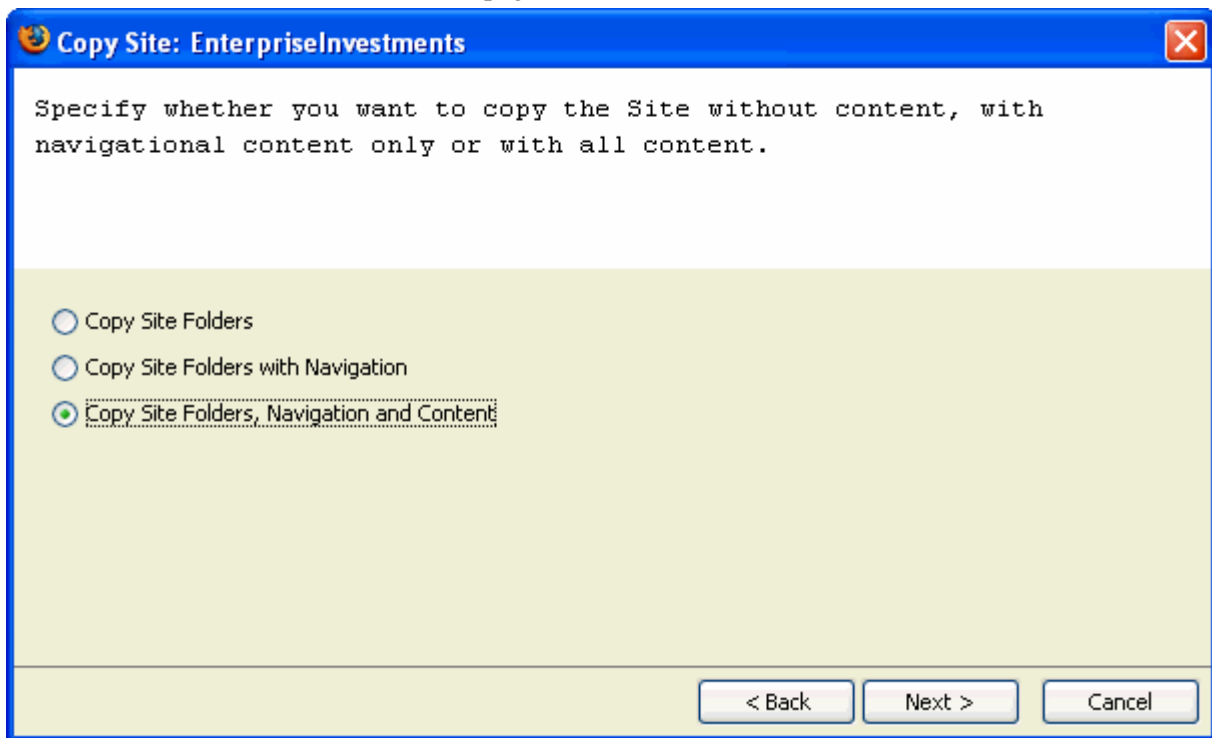 Copy Site: EnterpriseInvestments
Specify whether you want to copy the Site without content, with
navigational content only or with all content.
Copy Site Folders
Copy Site Folders with Navigation
Copy Site Folders, Navigation and Content
< Back
Next >
Cancel